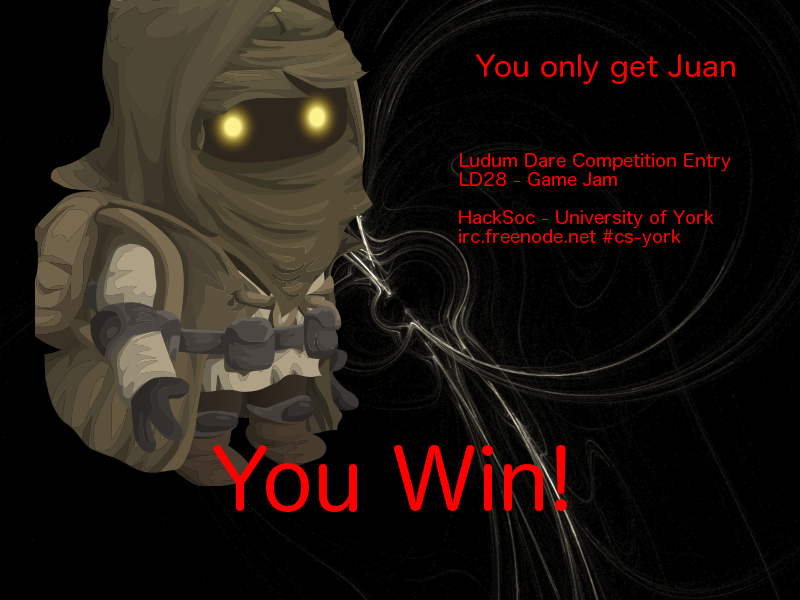 You only get Juan
Ludum Dare Competition Entry
LD28 - Game Jam
HackSoc - University of York
irc.freenode.net #cs-york
You Win!